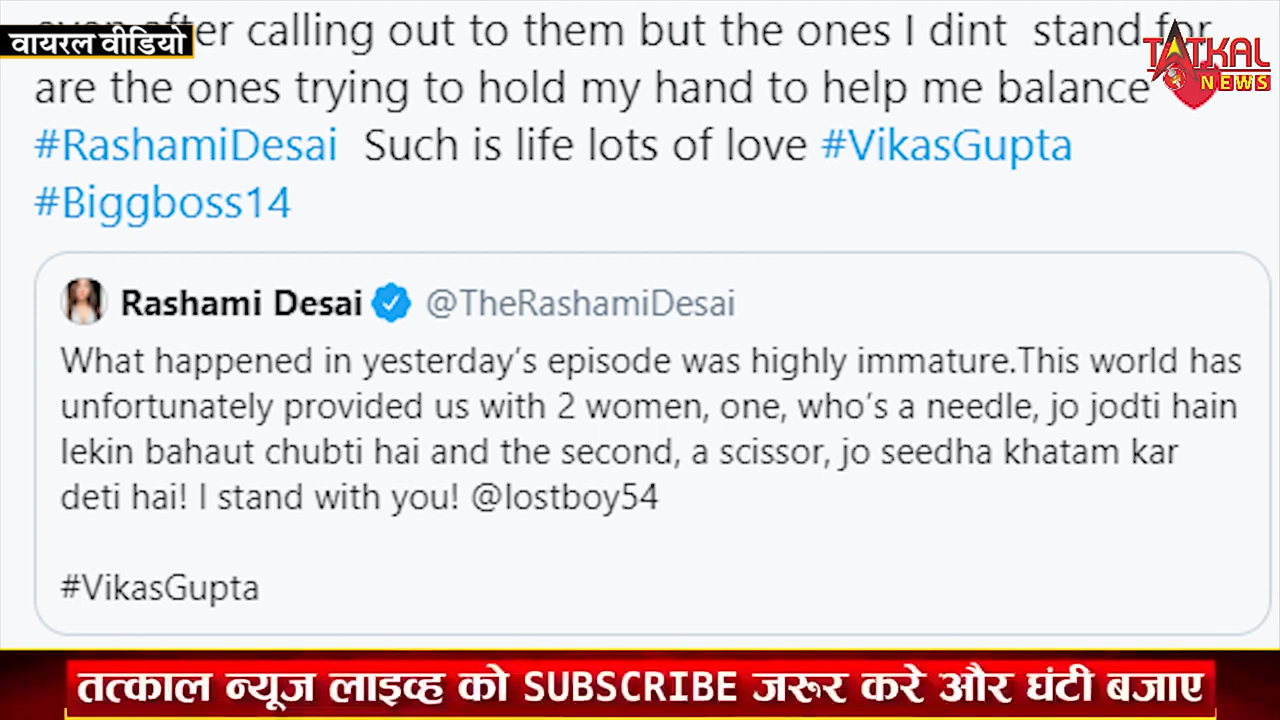 even after calling out to them but the ones I dint stand for
वायरल वीडियो
TATKAL
NEWS
are the ones trying to hold my hand to help me balance
#RashamiDesai Such is life lots of love #VikasGupta
#Biggboss14
Rashami Desai @TheRashamiDesai
What happened in yesterday’s episode was highly immature.This world has
unfortunately provided us with 2 women, one, who’s a needle, jo jodti hain
lekin bahaut chubti hai and the second, a scissor, jo seedha khatam kar
deti hai! I stand with you! @lostboy54
#VikasGupta
तत्काल न्यूज लाइव्ह को SUBSCRIBE जरूर करे और घंटी बजाए